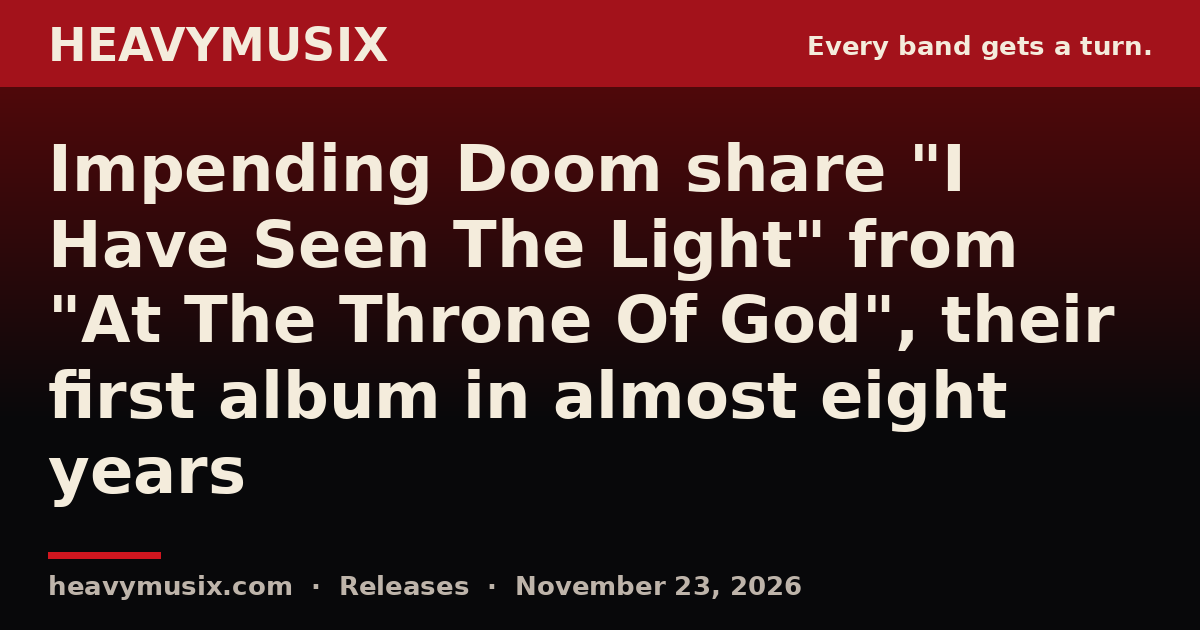 HEAVYMUSIX
Every band gets a turn.
Impending Doom share "I
Have Seen The Light" from
"At The Throne Of God", their
first album in almost eight
years
heavymusix.com · Releases · November 23, 2026